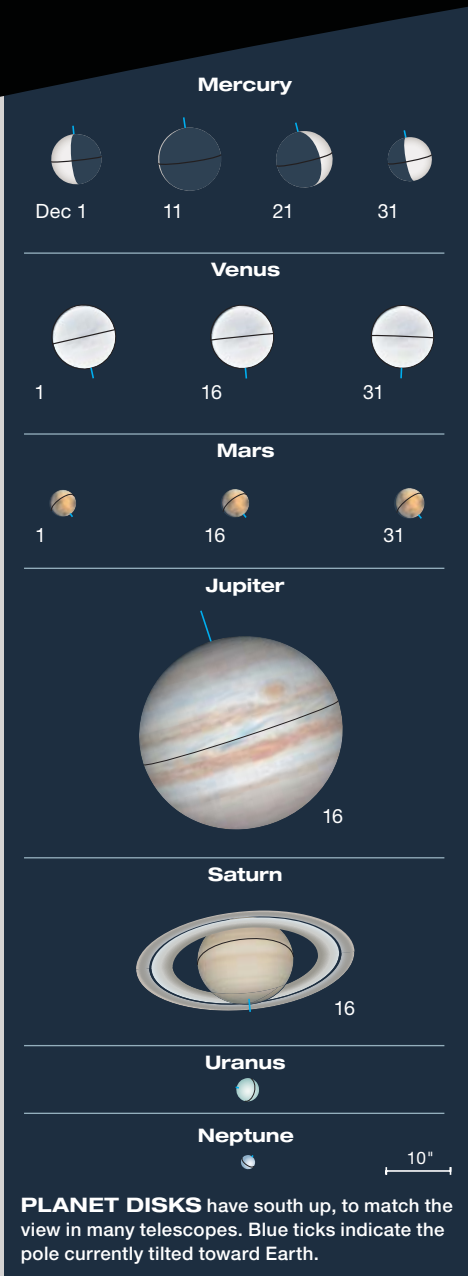 Mercury
Dec 1 11 21 31
Venus
1 16 31
Mars
1 16 31
Jupiter
16
Saturn
16
Uranus
Neptune
10"
PLANET DISKS have south up, to match the
view in many telescopes. Blue ticks indicate the
pole currently tilted toward Earth.